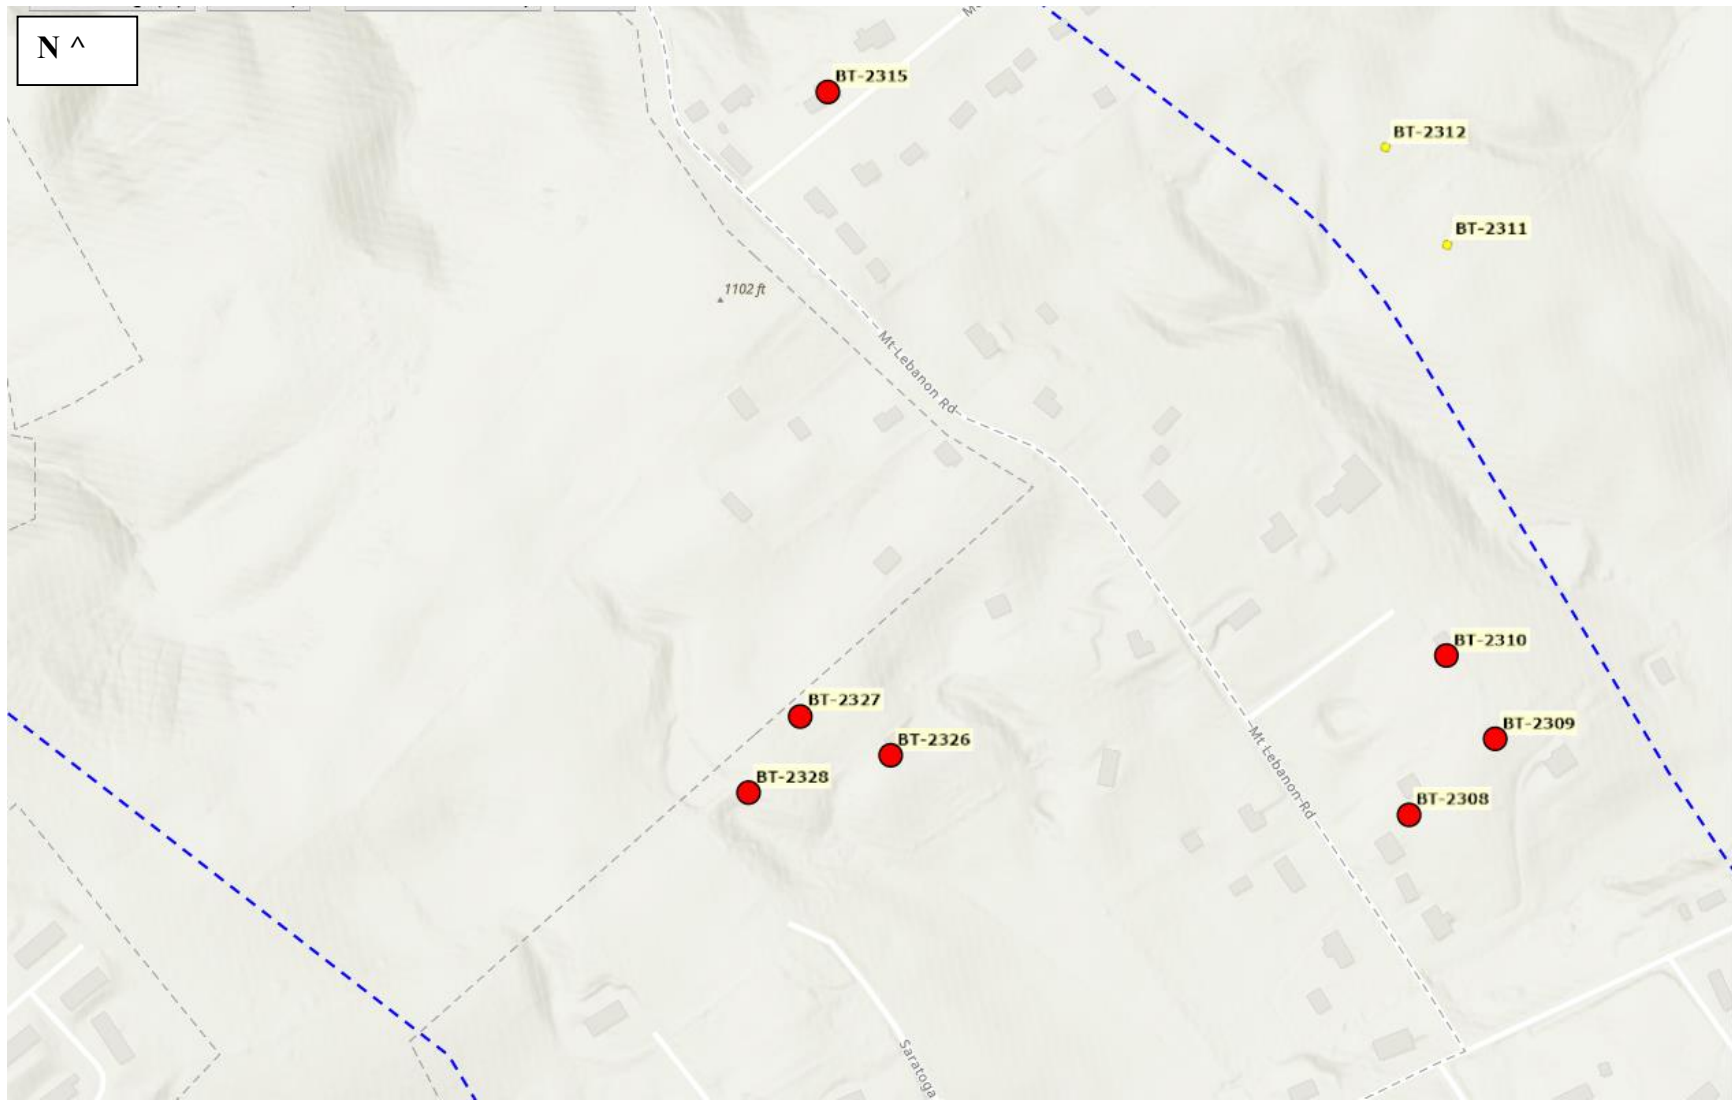 N ^
BT-2315
BT-2312
BT-2311
1102 ft
Mt Lebanon Rd
BT-2310
BT-2327
BT-2309
BT-2326
Mt Lebanon Rd
BT-2328
BT-2308
Saratoga